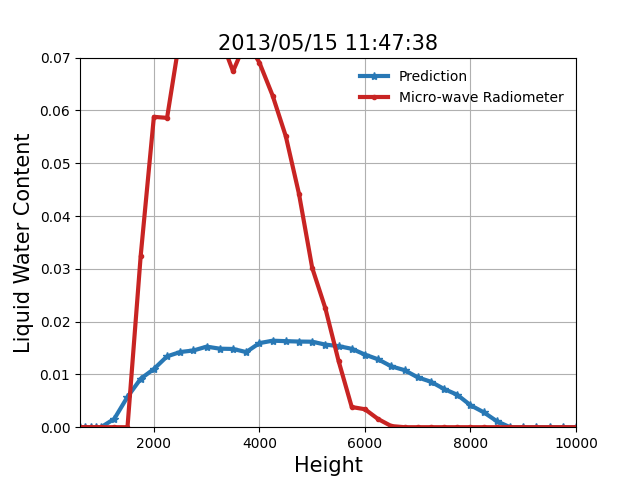 2013/05/15 11:47:38
0.07
0.06
0.05
0.04
0.03
0.02
0.01
0.00
Liquid Water Content
Prediction
Micro-wave Radiometer
2000 4000 6000 8000 10000
Height